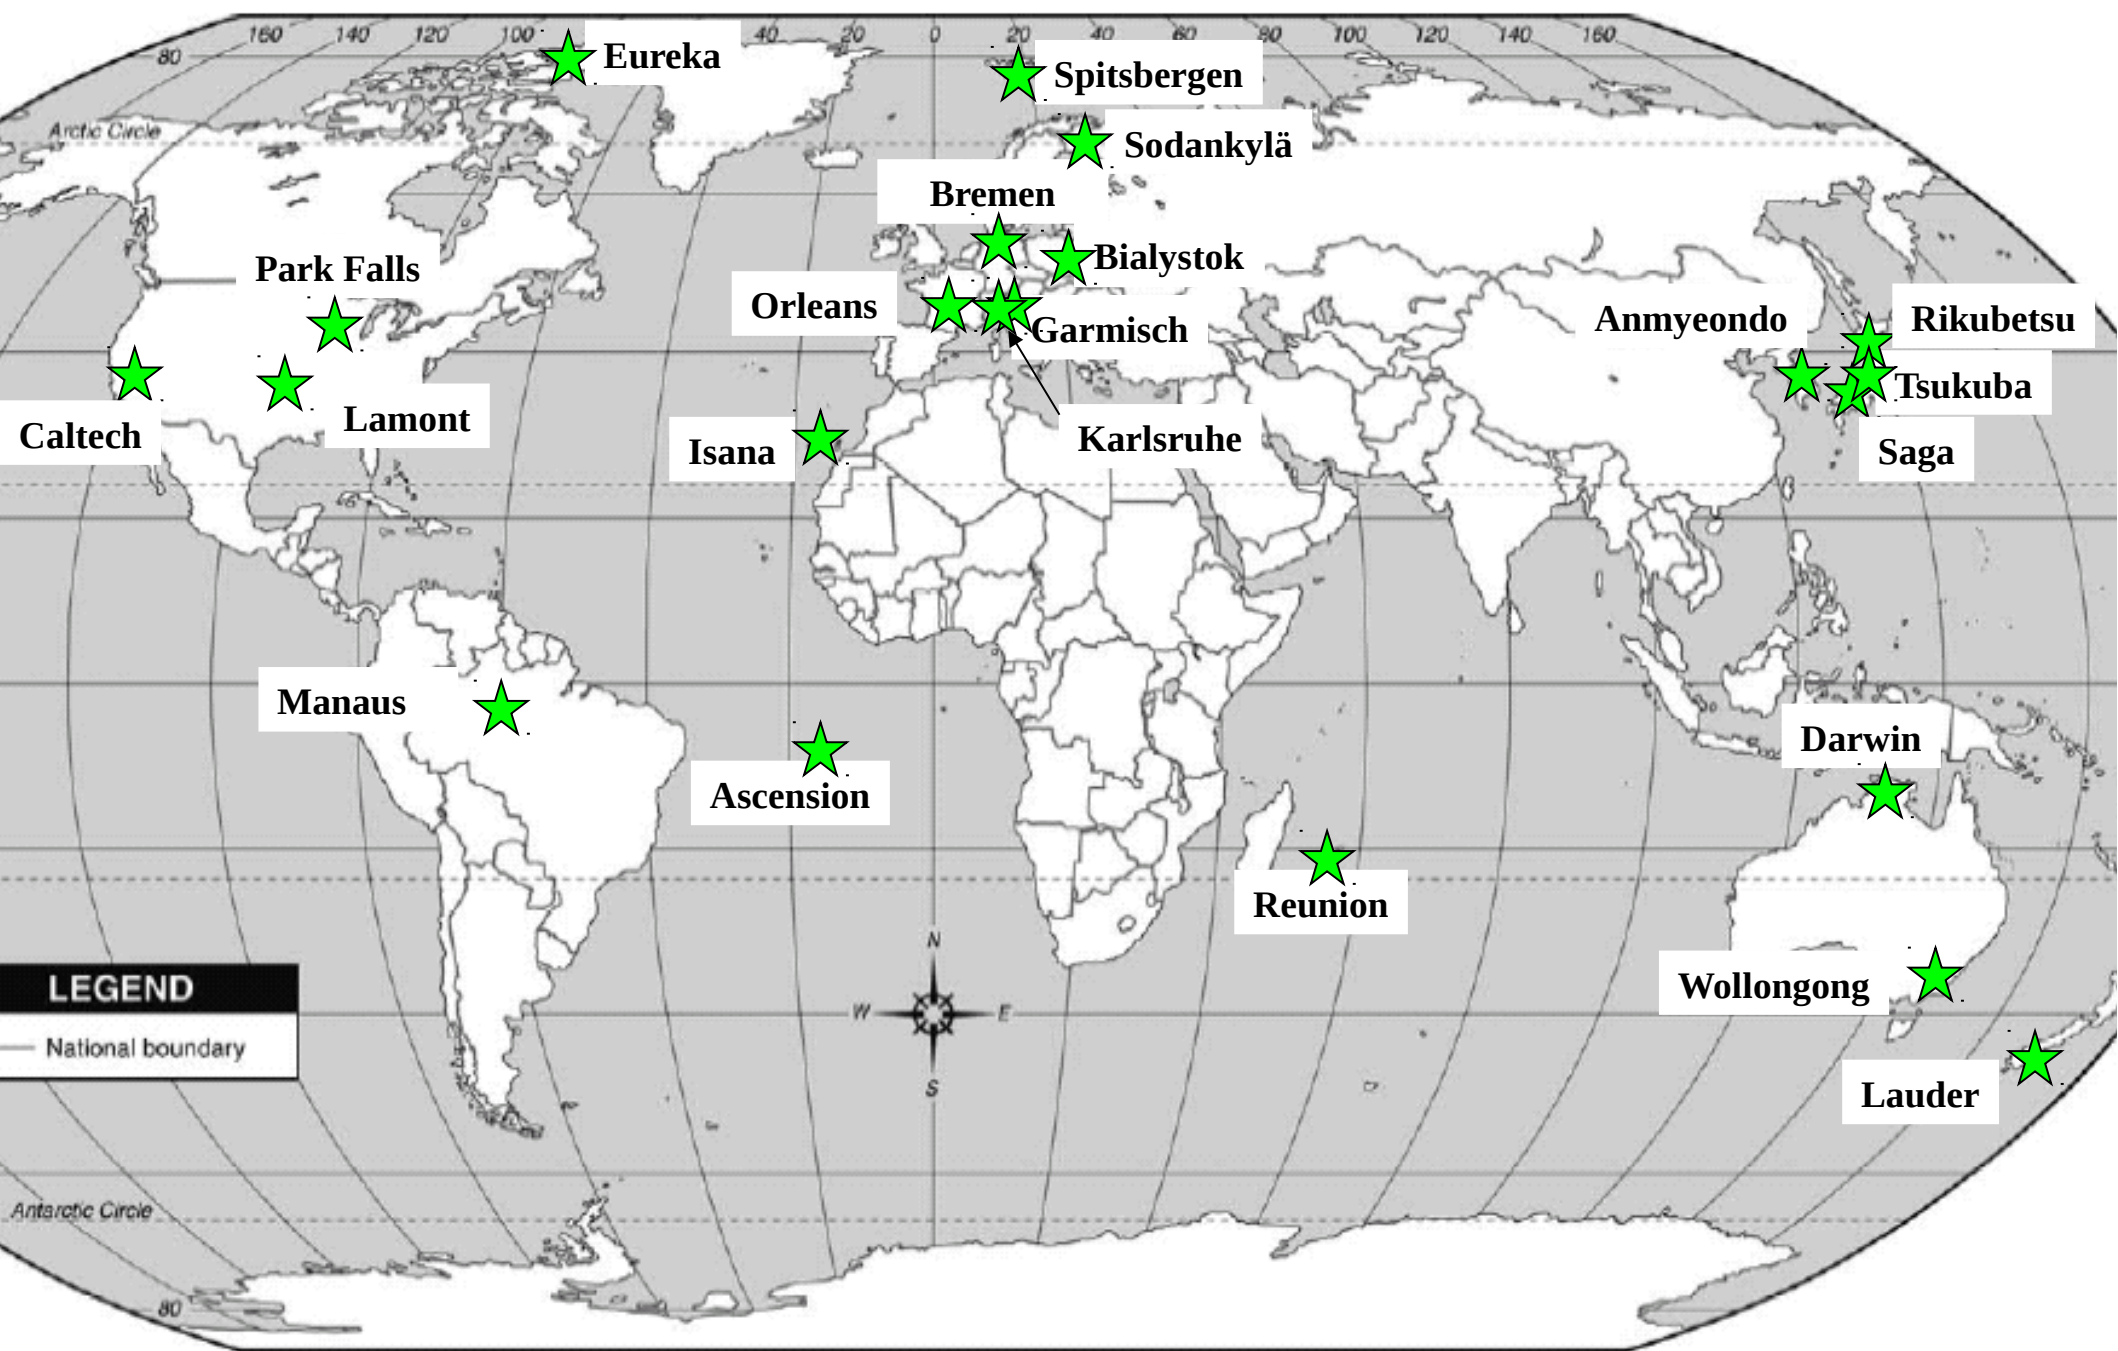 160 140 120 100 40 20 0 20 40 60 80 100 120 140 160
80
Eureka
Spitsbergen
Arctic Circle
Sodankylä
Bremen
Bialystok
Park Falls
Orleans
Garmisch
Anmyeondo
Rikubetsu
Tsukuba
Caltech
Lamont
Isana
Karlsruhe
Saga
Manaus
Ascension
Darwin
Reunion
N
W E
S
Wollongong
Lauder
LEGEND
National boundary
Antarctic Circle
80